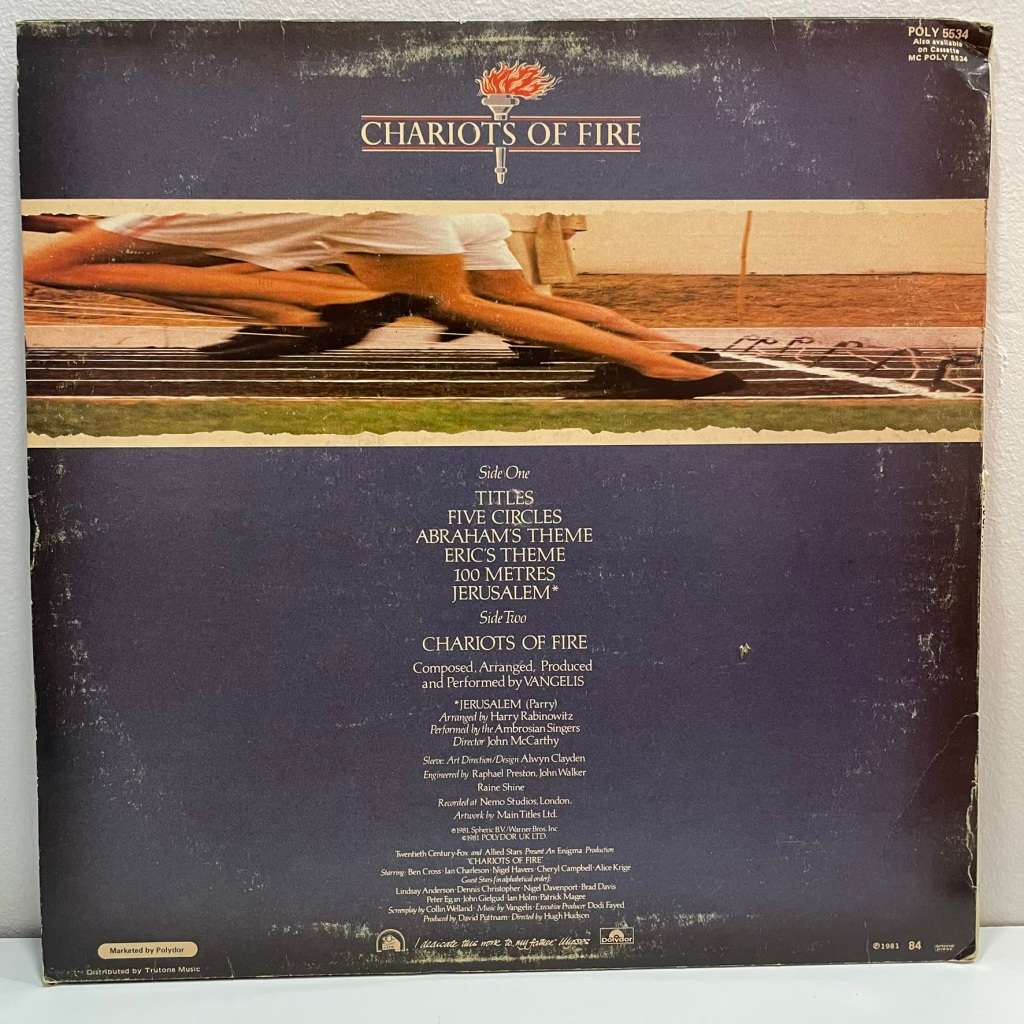 POLY 5534
Also available
on Cassette
MC POLY 5534
CHARIOTS OF FIRE
Side One
TITLES
FIVE CIRCLES
ABRAHAM'S THEME
ERIC'S THEME
100 METRES
JERUSALEM*
Side Two
CHARIOTS OF FIRE
Composed, Arranged, Produced
and Performed by VANGELIS
*JERUSALEM (Parry)
Arranged by Harry Rabinowitz
Performed by the Ambrosian Singers
Director John McCarthy
Sleeve Art Direction/Design Alwyn Clayden
Engineered by Raphael Preston, John Walker
Raine Shine
Recorded at Nemo Studios, London.
Artwork by Main Titles Ltd.
℗1981 Spheric B.V./Warner Bros. Inc
©1981 POLYDOR UK LTD.
Twentieth Century-Fox and Allied Stars Present An Enigma Production
'CHARIOTS OF FIRE'
Starring: Ben Cross · Ian Charleson · Nigel Havers · Cheryl Campbell · Alice Krige
Guest Stars (in alphabetical order):
Lindsay Anderson · Dennis Christopher · Nigel Davenport · Brad Davis
Peter Egan · John Gielgud · Ian Holm · Patrick Magee
Screenplay by Collin Welland · Music by Vangelis · Executive Producer Dodi Fayed
Produced by David Puttnam · Directed by Hugh Hudson
I dedicate this work to my father Ulysses
polydor
Marketed by Polydor
Distributed by Trutone Music
℗1981 84